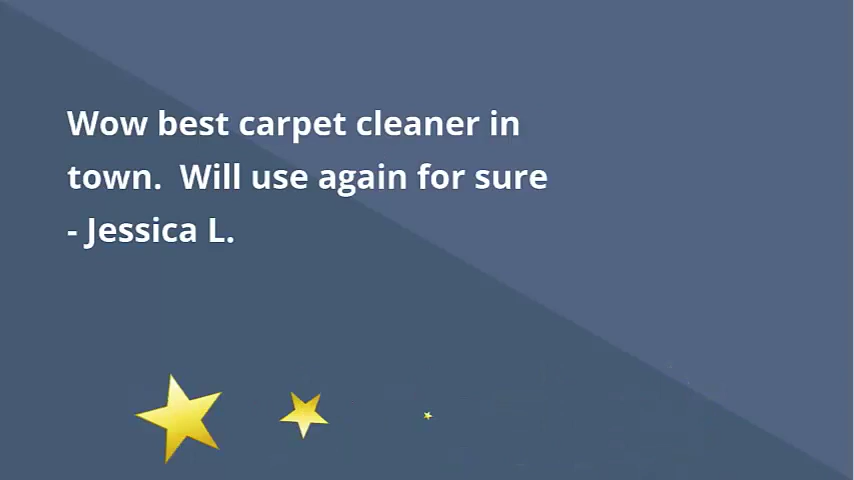 Wow best carpet cleaner in
town.  Will use again for sure
- Jessica L.